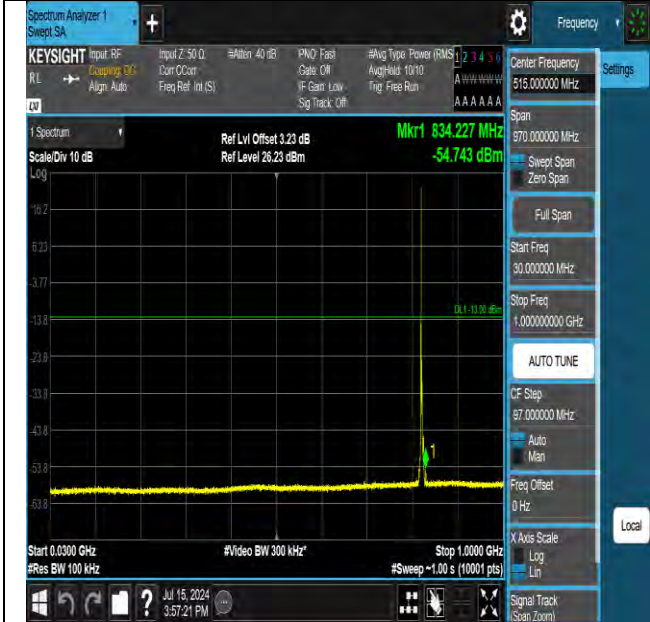 Spectrum Analyzer 1
Swept SA
+
Frequency
KEYSIGHT Input: RF Input Z: 50 Ω #Atten: 40 dB PNO: Fast #Avg Type: Power (RMS 1 2 3 4 5 6
RL Coupling: DC Corr CCorr Gate: Off Avg|Hold: 10/10 A W W W W W
Align: Auto Freq Ref: Int (S) IF Gain: Low Trig: Free Run
Sig Track: Off A A A A A A
Center Frequency
515.000000 MHz
Settings
1 Spectrum
Scale/Div 10 dB
Ref Lvl Offset 3.23 dB
Ref Level 26.23 dBm
Mkr1 834.227 MHz
-54.743 dBm
Log
16.2
6.23
-3.77
-13.8
-23.8
-33.8
-43.8
-53.8
-63.8
DL1 -13.00 dBm
1
Span
970.000000 MHz
Swept Span
Zero Span
Full Span
Start Freq
30.000000 MHz
Stop Freq
1.000000000 GHz
AUTO TUNE
CF Step
97.000000 MHz
Auto
Man
Freq Offset
0 Hz
X Axis Scale
Log
Lin
Signal Track
(Span Zoom)
Local
Start 0.0300 GHz #Video BW 300 kHz* Stop 1.0000 GHz
#Res BW 100 kHz #Sweep ~1.00 s (10001 pts)
? Jul 15, 2024
3:57:21 PM